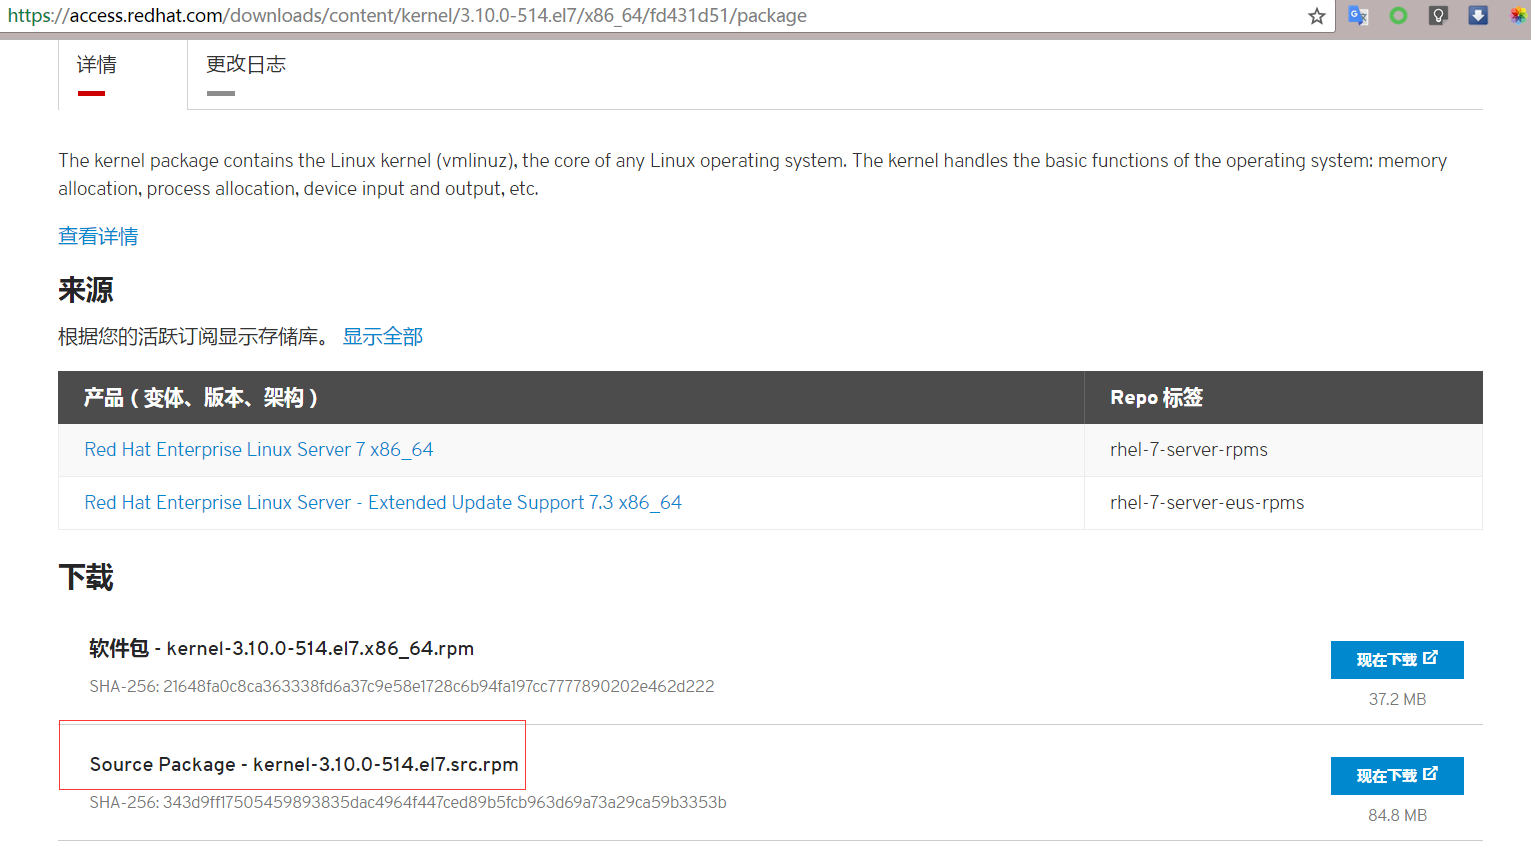 https://access.redhat.com/downloads/content/kernel/3.10.0-514.el7/x86_64/fd431d51/package
详情
更改日志
The kernel package contains the Linux kernel (vmlinuz), the core of any Linux operating system. The kernel handles the basic functions of the operating system: memory
allocation, process allocation, device input and output, etc.
查看详情
来源
根据您的活跃订阅显示存储库。 显示全部
产品（变体、版本、架构） Repo 标签
Red Hat Enterprise Linux Server 7 x86_64 rhel-7-server-rpms
Red Hat Enterprise Linux Server - Extended Update Support 7.3 x86_64 rhel-7-server-eus-rpms
下载
软件包 - kernel-3.10.0-514.el7.x86_64.rpm
现在下载
SHA-256: 21648fa0c8ca363338fd6a37c9e58e1728c6b94fa197cc7777890202e462d222
37.2 MB
Source Package - kernel-3.10.0-514.el7.src.rpm
现在下载
SHA-256: 343d9ff17505459893835dac4964f447ced89b5fcb963d69a73a29ca59b3353b
84.8 MB